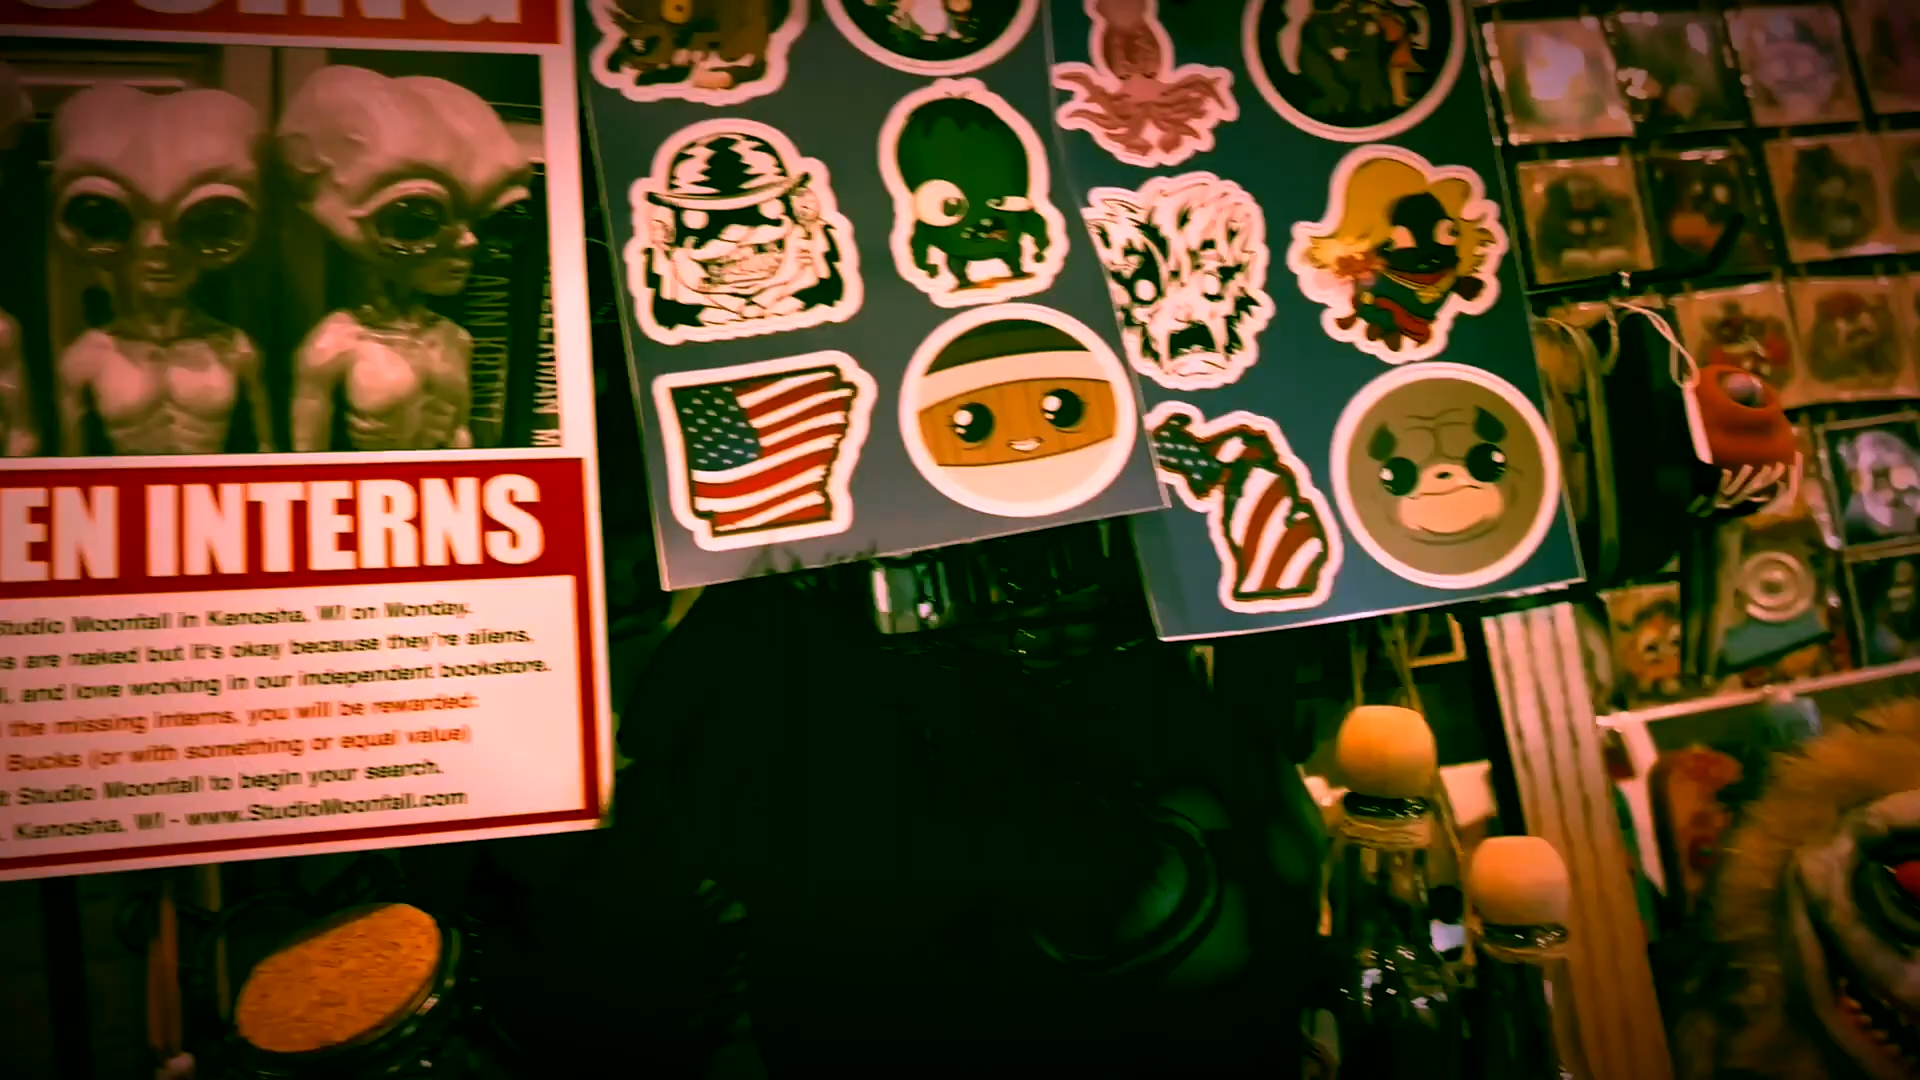 EN INTERNS
Studio Moonfall in Kenosha, WI on Monday.
s are naked but it's okay because they're aliens.
l, and love working in our independent bookstore.
the missing interns, you will be rewarded:
Bucks (or with something or equal value)
t Studio Moonfall to begin your search.
. Kenosha, WI - www.StudioMoonfall.com